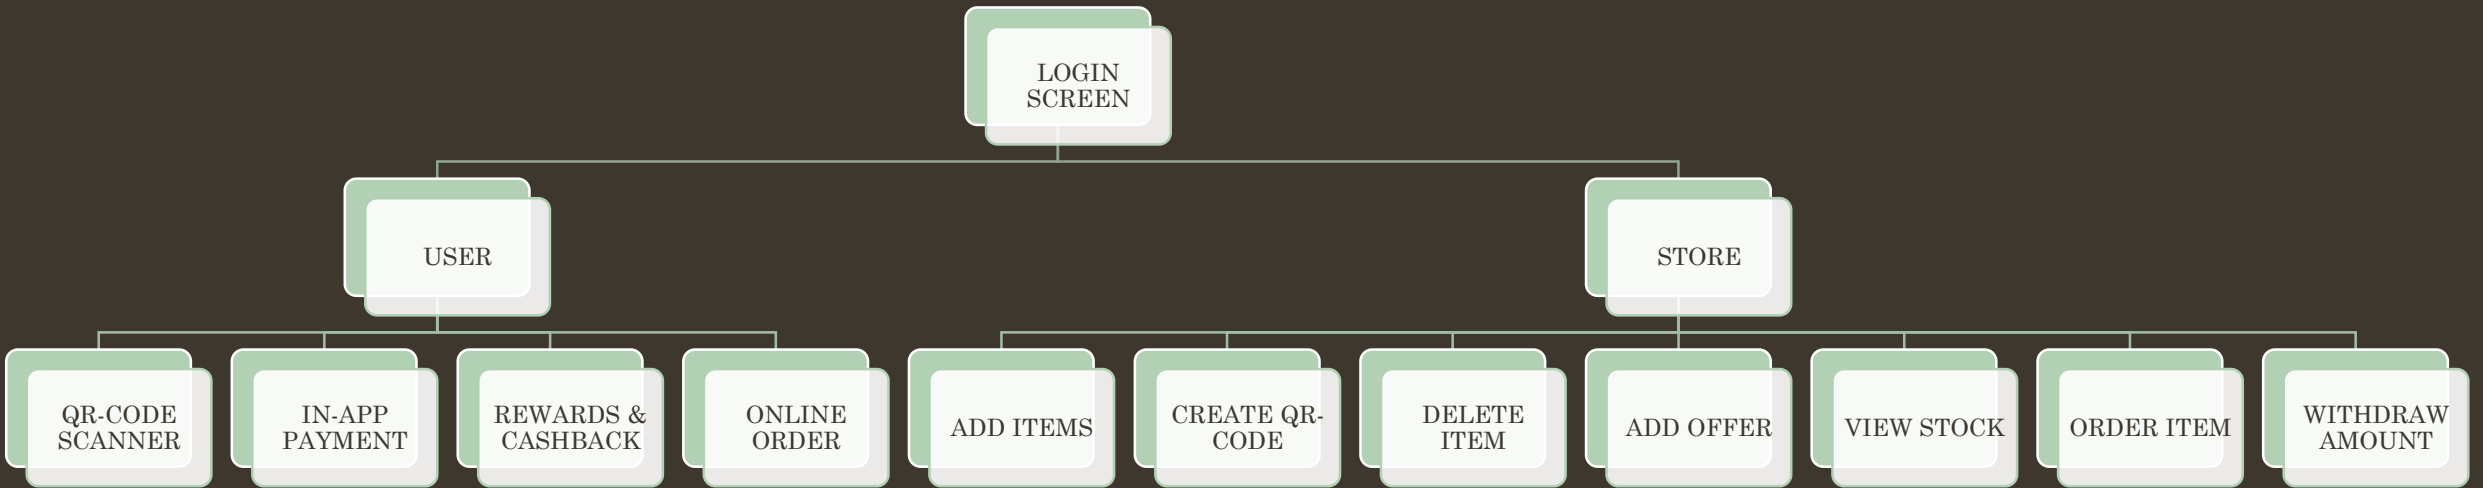 LOGIN
SCREEN
USER
STORE
QR-CODE
SCANNER
IN-APP
PAYMENT
REWARDS &
CASHBACK
ONLINE
ORDER
ADD ITEMS
CREATE QR-
CODE
DELETE
ITEM
ADD OFFER
VIEW STOCK
ORDER ITEM
WITHDRAW
AMOUNT